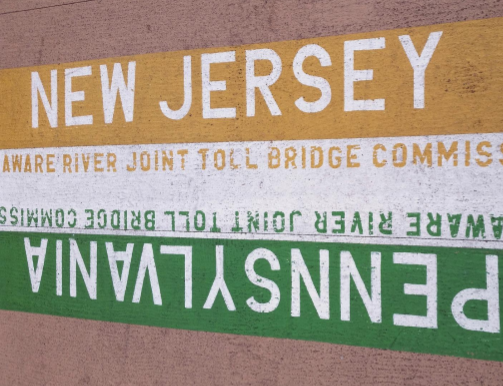 NEW JERSEY
AWARE RIVER JOINT TOLL BRIDGE COMMISS
AWARE RIVER JOINT TOLL BRIDGE COMMISS
PENNSYLVANIA